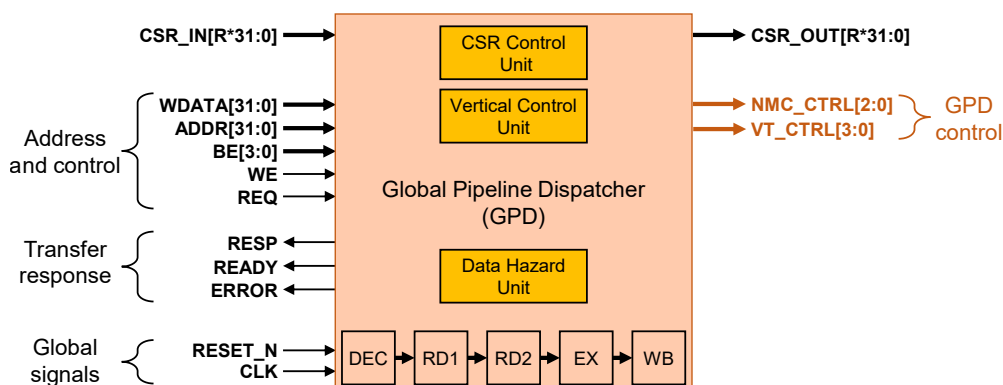 CSR_IN[R*31:0]
CSR Control
Unit
CSR_OUT[R*31:0]
Address
and control
WDATA[31:0]
ADDR[31:0]
BE[3:0]
WE
REQ
Vertical Control
Unit
NMC_CTRL[2:0]
VT_CTRL[3:0]
GPD
control
Global Pipeline Dispatcher
(GPD)
Transfer
response
RESP
READY
ERROR
Data Hazard
Unit
Global
signals
RESET_N
CLK
DEC
RD1
RD2
EX
WB